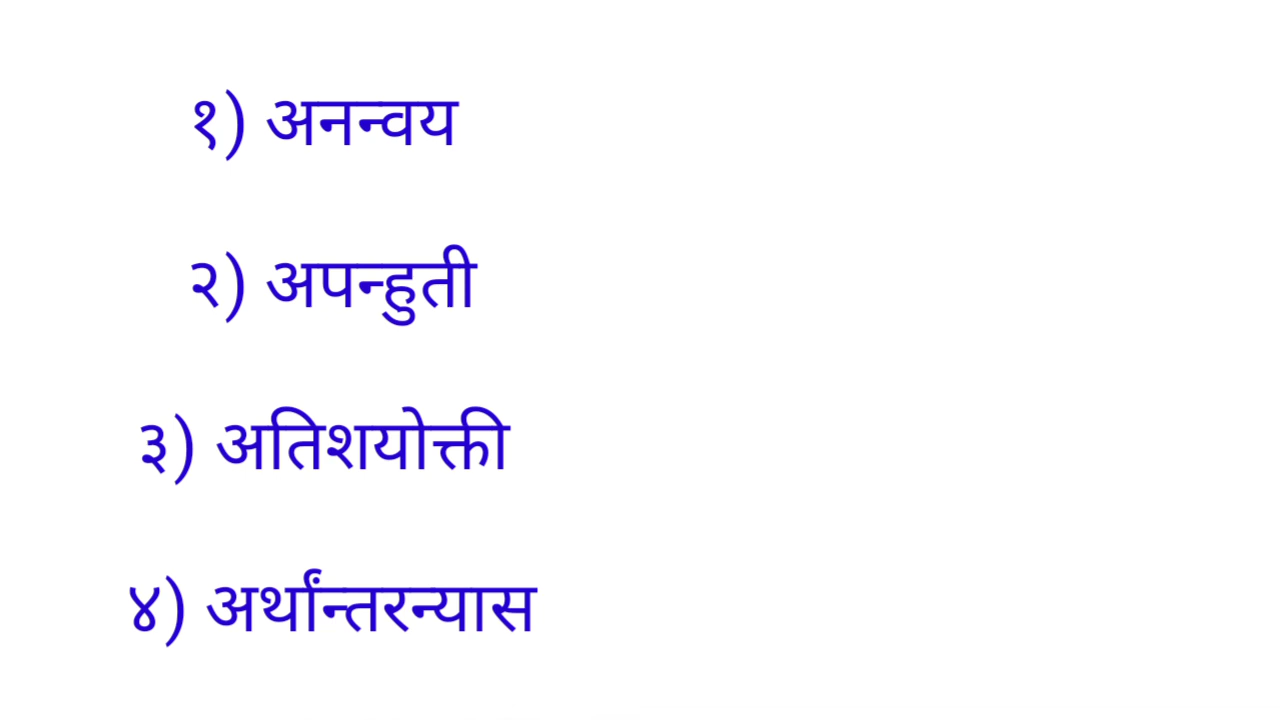 १) अनन्वय
२) अपन्हुती
३) अतिशयोक्ती
४) अर्थांन्तरन्यास